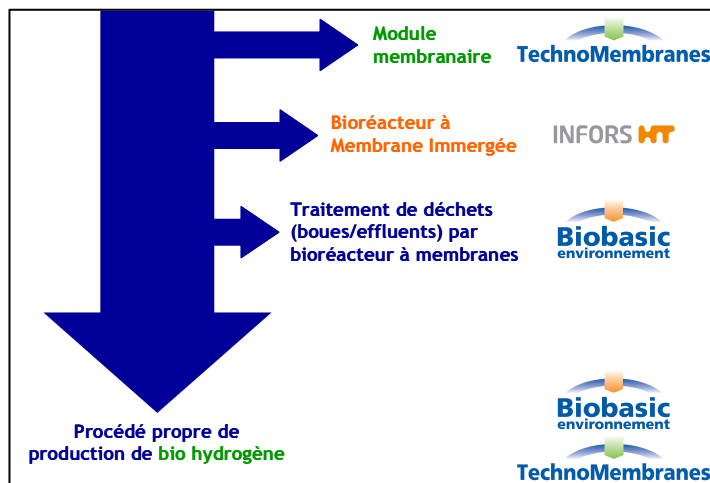 Module
membranaire
TechnoMembranes
Bioréacteur à
Membrane Immergée
INFORS HT
Traitement de déchets
(boues/effluents) par
bioréacteur à membranes
Biobasic
environnement
Procédé propre de
production de bio hydrogène
Biobasic
environnement
TechnoMembranes